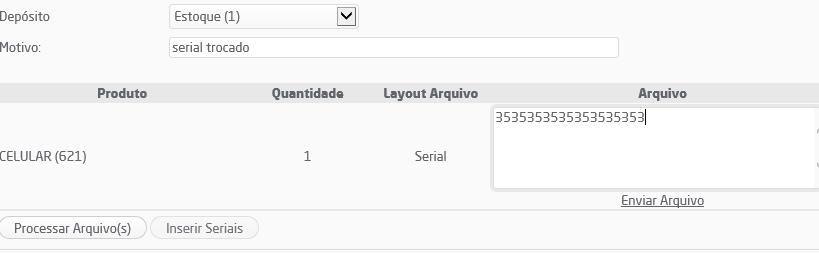 Depósito Estoque (1)
Motivo: serial trocado
Produto Quantidade Layout Arquivo Arquivo
3535353535353535353
CELULAR (621) 1 Serial
Enviar Arquivo
Processar Arquivo(s) Inserir Seriais